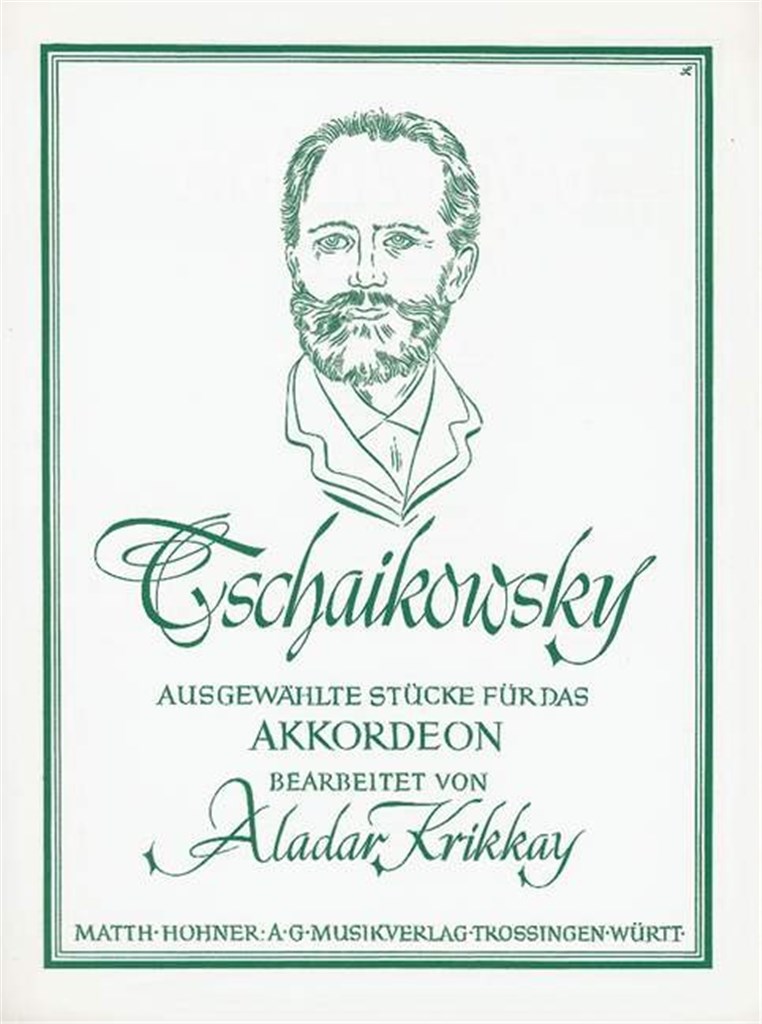 Tschaikowsky
AUSGEWÄHLTE STÜCKE FÜR DAS
AKKORDEON
BEARBEITET VON
Aladar Krikkay
MATTH·HOHNER:A·G·MUSIKVERLAG·TROSSINGEN·WÜRTT·